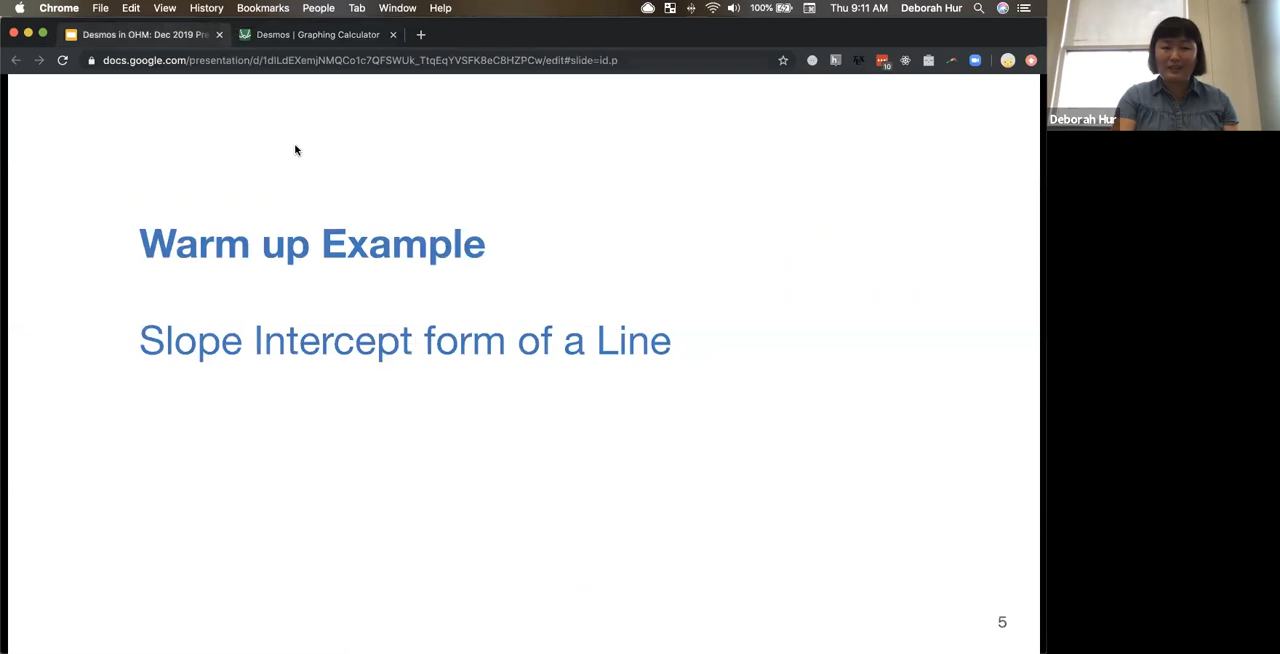 Chrome File Edit View History Bookmarks People Tab Window Help 100% Thu 9:11 AM Deborah Hur
Desmos in OHM: Dec 2019 Pre Desmos | Graphing Calculator
docs.google.com/presentation/d/1dlLdEXemjNMQCo1c7QFSWUk_TtqEqYVSFK8eC8HZPCw/edit#slide=id.p
10
Deborah Hur
Warm up Example
Slope Intercept form of a Line
5